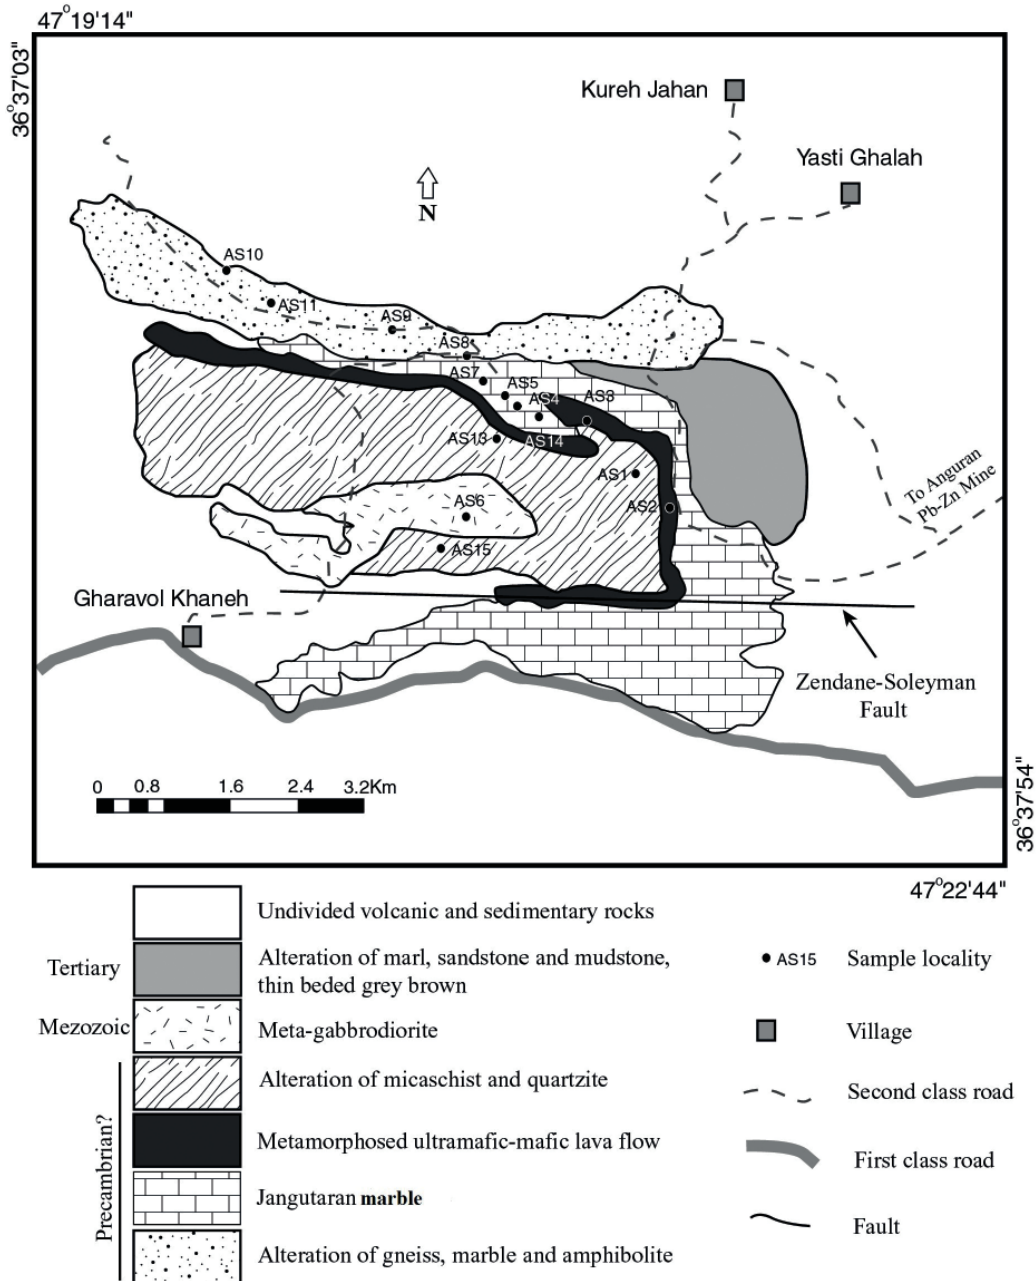 47°19'14"
36°37'03"
Kureh Jahan
Yasti Ghalah
N
AS10
AS11
AS9
AS8
AS7
AS5
AS4
AS3
AS13
AS14
AS1
AS6
AS2
AS15
To Anguran
Pb-Zn Mine
Gharavol Khaneh
Zendane-Soleyman
Fault
0 0.8 1.6 2.4 3.2Km
36°37'54"
47°22'44"
Undivided volcanic and sedimentary rocks
Tertiary
Alteration of marl, sandstone and mudstone,
thin beded grey brown
Mezozoic
Meta-gabbrodiorite
Precambrian?
Alteration of micaschist and quartzite
Metamorphosed ultramafic-mafic lava flow
Jangutaran marble
Alteration of gneiss, marble and amphibolite
AS15 Sample locality
Village
Second class road
First class road
Fault